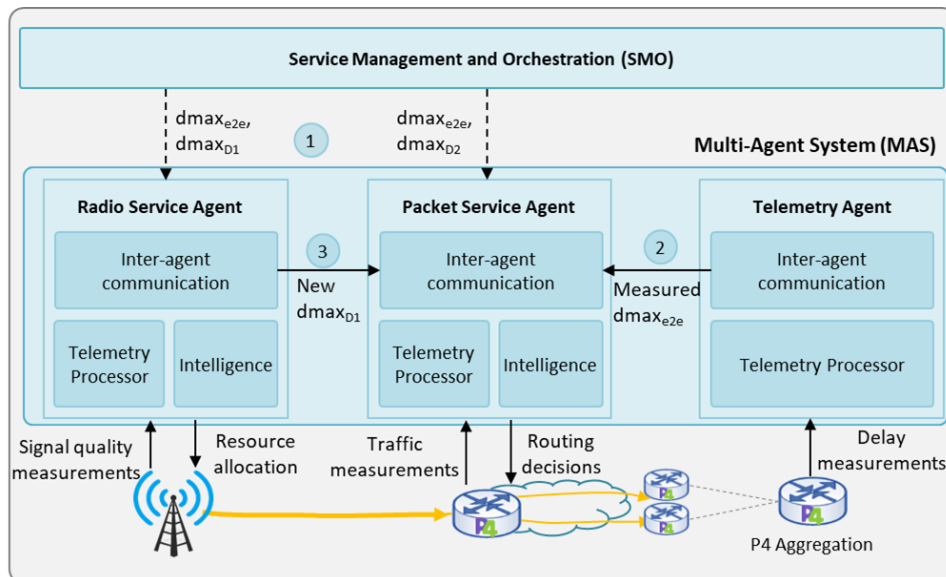 Service Management and Orchestration (SMO)
dmaxe2e,
dmaxD1
1
dmaxe2e,
dmaxD2
Multi-Agent System (MAS)
Radio Service Agent
Packet Service Agent
Telemetry Agent
Inter-agent
communication
3
New
dmaxD1
Inter-agent
communication
2
Measured
dmaxe2e
Inter-agent
communication
Telemetry
Processor
Intelligence
Telemetry
Processor
Intelligence
Telemetry Processor
Signal quality
measurements
Resource
allocation
Traffic
measurements
Routing
decisions
Delay
measurements
P4
P4
P4
P4
P4 Aggregation